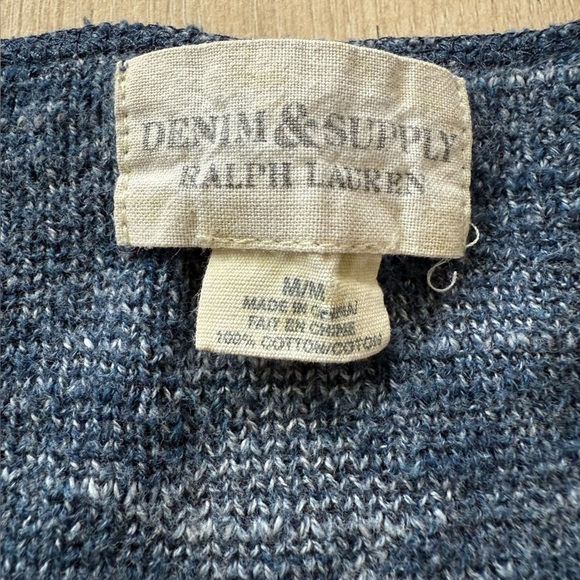 DENIM & SUPPLY
RALPH LAUREN
M/M
MADE IN CHINA/
FAIT EN CHINE
100% COTTON/COTON